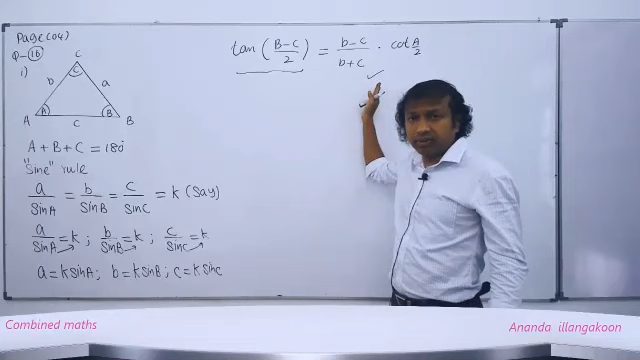 Page(04)
Q-16
1)
C
C
b
a
A
A
B
B
c
A + B + C = 180°
"Sine" rule
a/SinA = b/SinB = c/SinC = k (Say)
a/SinA = k ; b/SinB = k ; c/SinC = k
a = k SinA ; b = k SinB ; c = k SinC
tan (B-C/2) = b-c/b+c · cot A/2
Combined maths
Ananda illangakoon